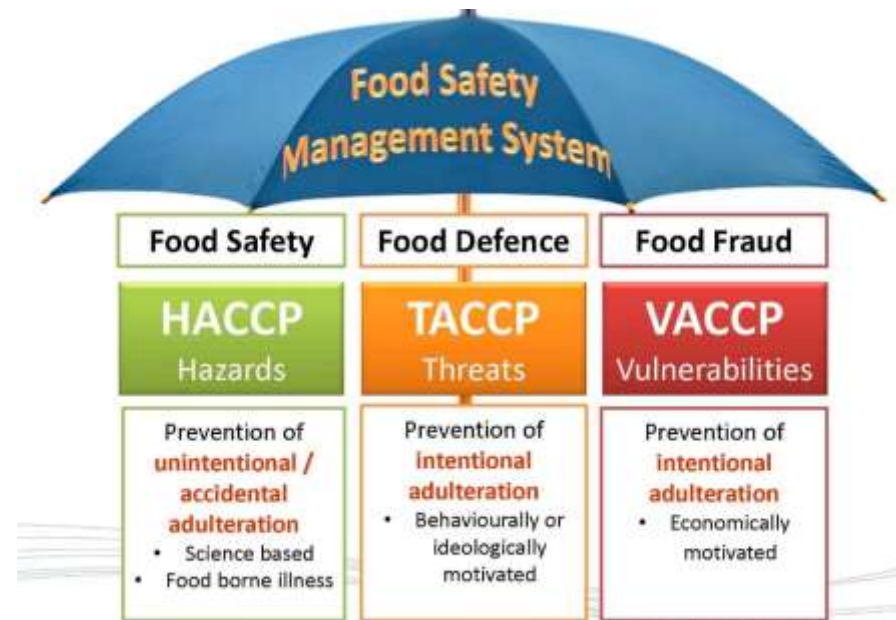 Food Safety
Management System
Food Safety
HACCP
Hazards
Prevention of
unintentional /
accidental
adulteration
• Science based
• Food borne illness
Food Defence
TACCP
Threats
Prevention of
intentional
adulteration
• Behaviourally or
ideologically
motivated
Food Fraud
VACCP
Vulnerabilities
Prevention of
intentional
adulteration
• Economically
motivated